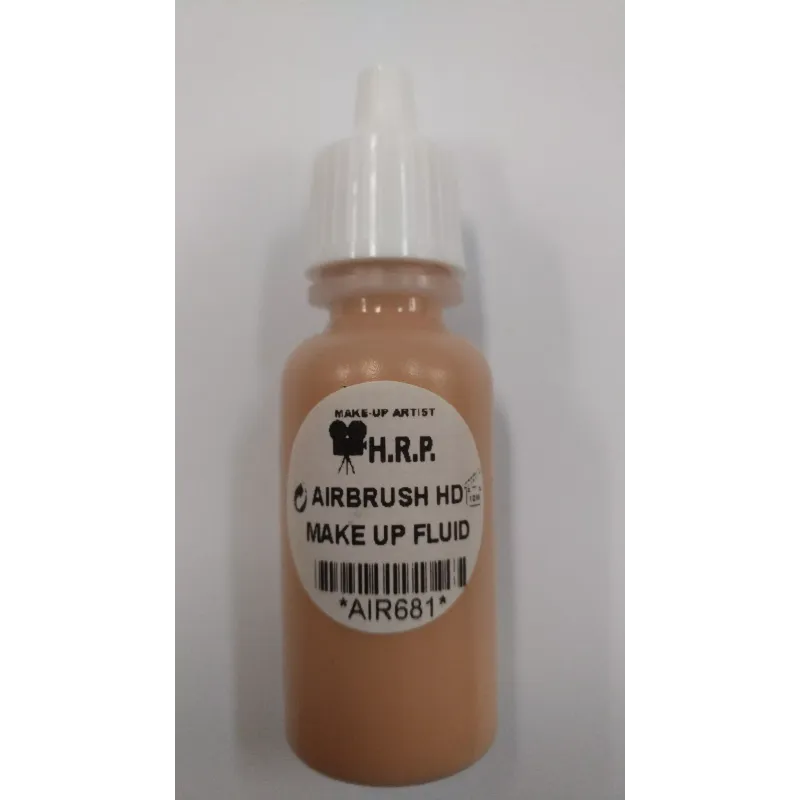 MAKE-UP ARTIST
H.R.P.
AIRBRUSH HD
MAKE UP FLUID
*AIR681*